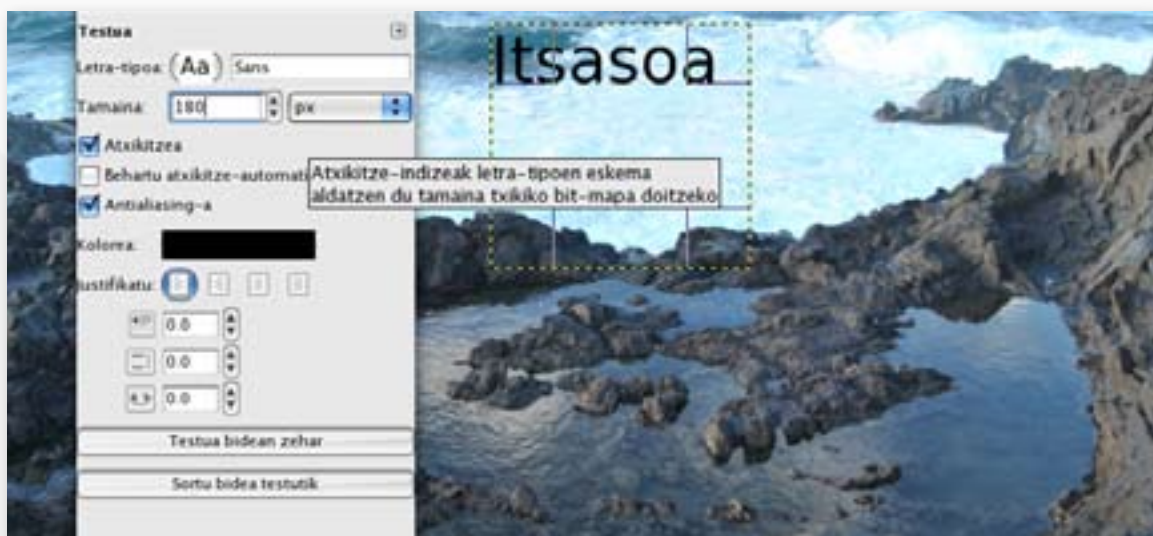 Testua
Letra-tipoa: Aa Sans
Tamaina: 180 px
Atxikitzea
Behartu atxikitze-automati
Antialiasing-a
Kolorea:
Justifikatu:
0.0
0.0
0.0
Testua bidean zehar
Sortu bidea testutik
Itsasoa
Atxikitze-indizeak letra-tipoen eskema
aldatzen du tamaina txikiko bit-mapa doitzeko